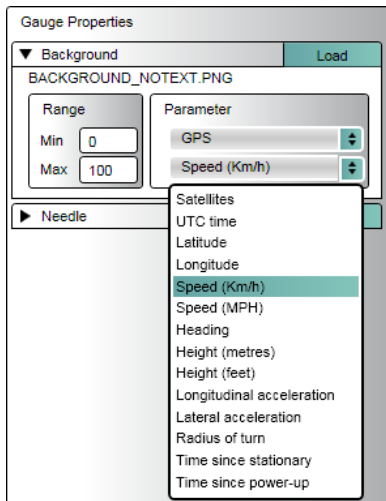 Gauge Properties
Background
Load
BACKGROUND_NOTEXT.PNG
Range
Parameter
Min 0
GPS
Max 100
Speed (Km/h)
Needle
Satellites
UTC time
Latitude
Longitude
Speed (Km/h)
Speed (MPH)
Heading
Height (metres)
Height (feet)
Longitudinal acceleration
Lateral acceleration
Radius of turn
Time since stationary
Time since power-up